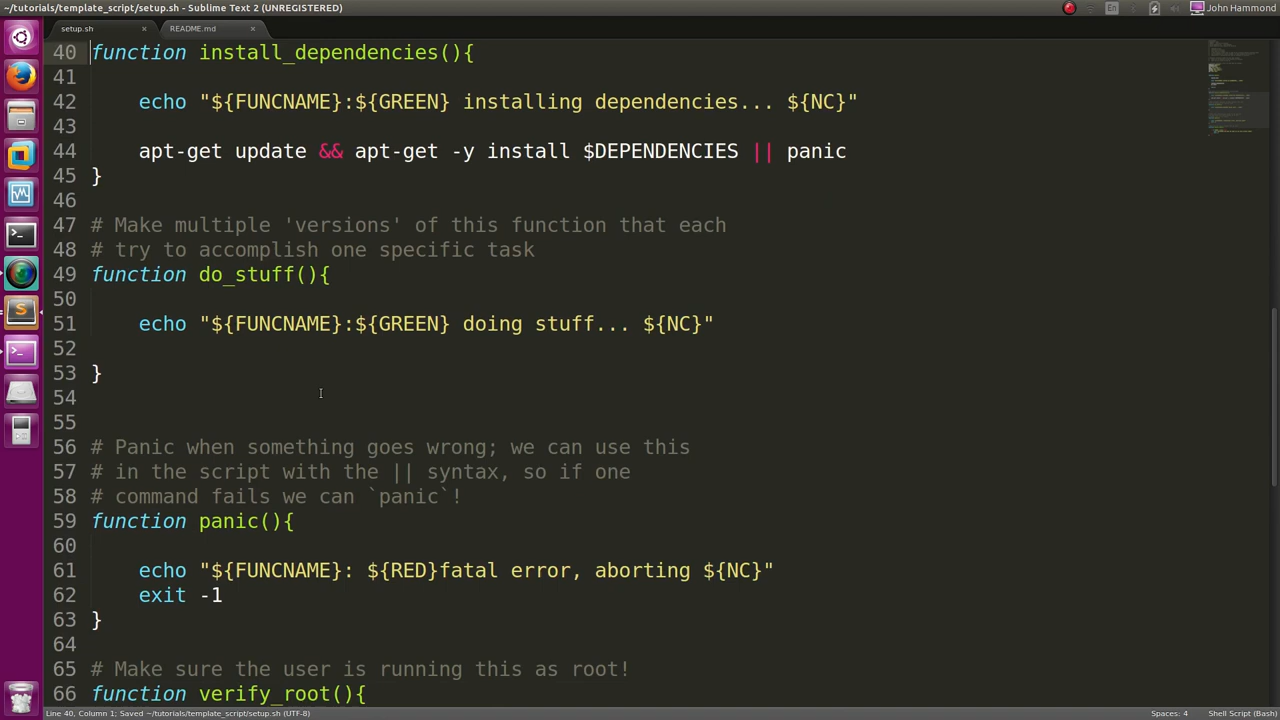 ~/tutorials/template_script/setup.sh - Sublime Text 2 (UNREGISTERED)
En
John Hammond
setup.sh × README.md ×
40 function install_dependencies(){
41
42 echo "${FUNCNAME}:${GREEN} installing dependencies... ${NC}"
43
44 apt-get update && apt-get -y install $DEPENDENCIES || panic
45 }
46
47 # Make multiple 'versions' of this function that each
48 # try to accomplish one specific task
49 function do_stuff(){
50
51 echo "${FUNCNAME}:${GREEN} doing stuff... ${NC}"
52
53 }
54
55
56 # Panic when something goes wrong; we can use this
57 # in the script with the || syntax, so if one
58 # command fails we can `panic`!
59 function panic(){
60
61 echo "${FUNCNAME}: ${RED}fatal error, aborting ${NC}"
62 exit -1
63 }
64
65 # Make sure the user is running this as root!
66 function verify_root(){
Line 40, Column 1; Saved ~/tutorials/template_script/setup.sh (UTF-8)
Spaces: 4
Shell Script (Bash)